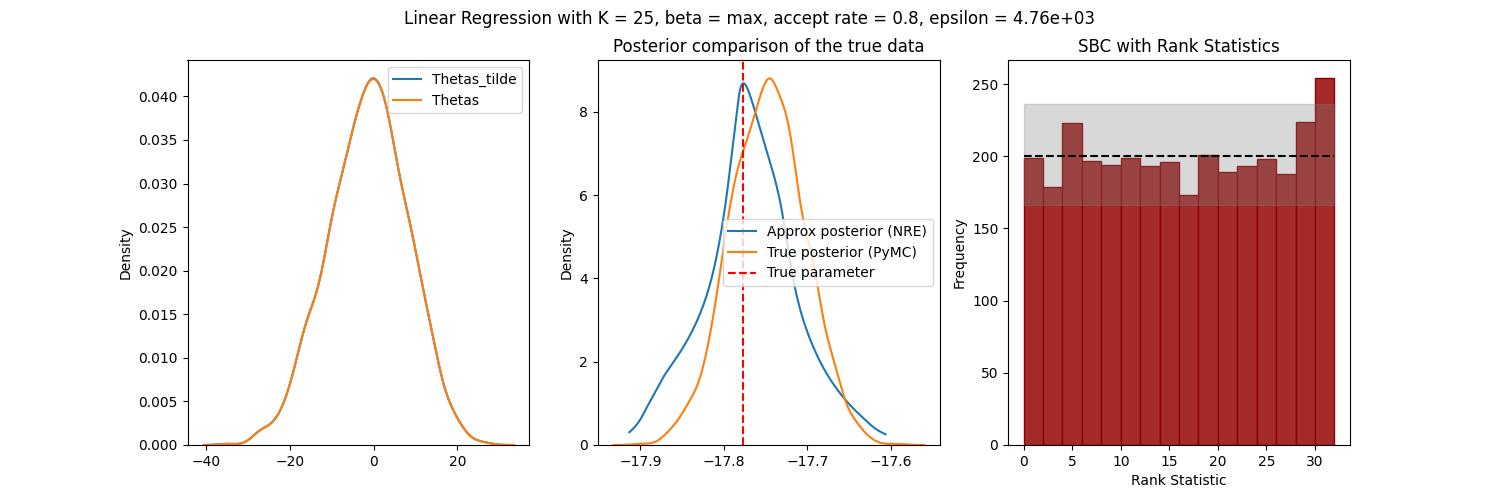 Linear Regression with K = 25, beta = max, accept rate = 0.8, epsilon = 4.76e+03
Thetas_tilde
Thetas
Density
0.040
0.035
0.030
0.025
0.020
0.015
0.010
0.005
0.000
−40
−20
0
20
Posterior comparison of the true data
Approx posterior (NRE)
True posterior (PyMC)
True parameter
Density
8
6
4
2
0
−17.9
−17.8
−17.7
−17.6
SBC with Rank Statistics
Frequency
250
200
150
100
50
0
0
5
10
15
20
25
30
Rank Statistic